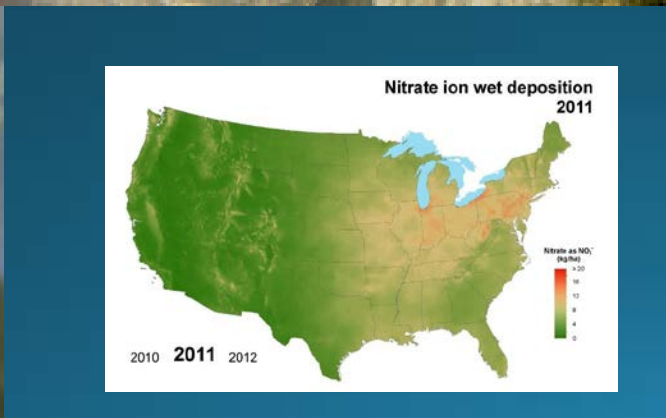 Nitrate ion wet deposition
2011
Nitrate as NO₃⁻
(kg/ha)
> 20
16
12
8
4
0
2010 2011 2012